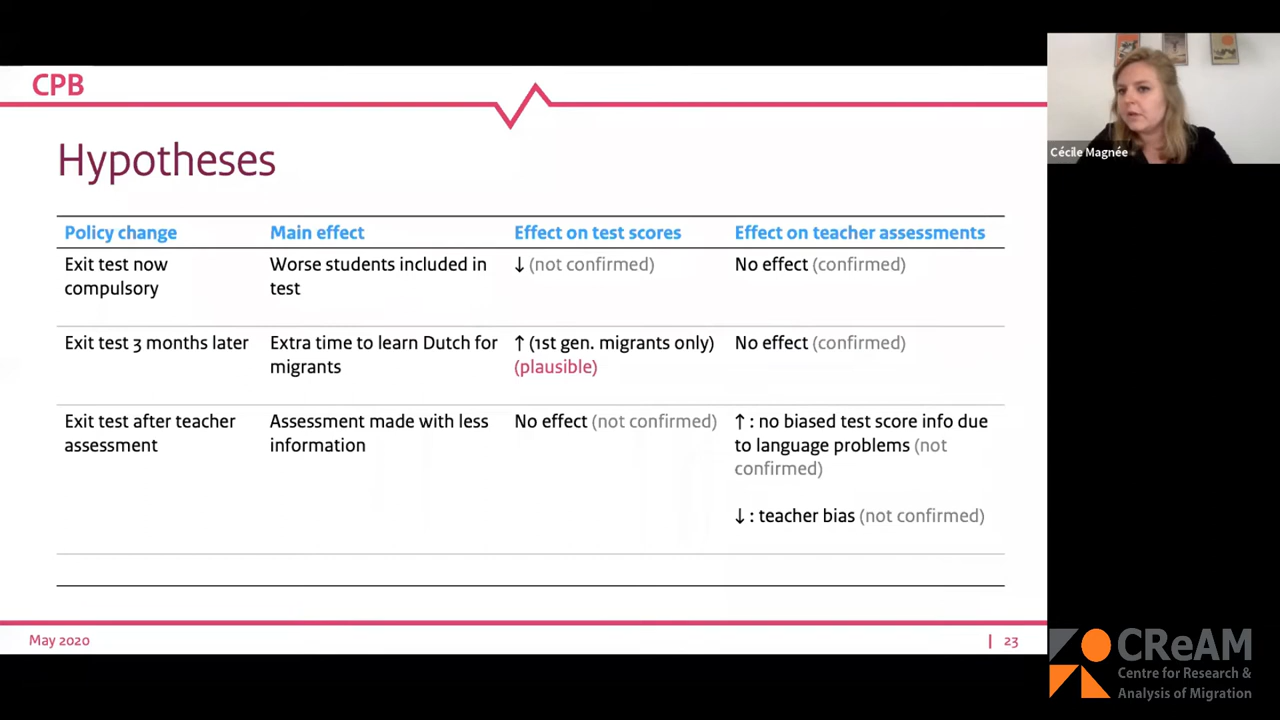 CPB
Hypotheses
Policy change Main effect Effect on test scores Effect on teacher assessments
Exit test now compulsory
Worse students included in test
↓ (not confirmed)
No effect (confirmed)
Exit test 3 months later
Extra time to learn Dutch for migrants
↑ (1st gen. migrants only)
(plausible)
No effect (confirmed)
Exit test after teacher assessment
Assessment made with less information
No effect (not confirmed)
↑ : no biased test score info due
to language problems (not
confirmed)
↓ : teacher bias (not confirmed)
May 2020
| 23
Cécile Magnée
CReAM
Centre for Research &
Analysis of Migration